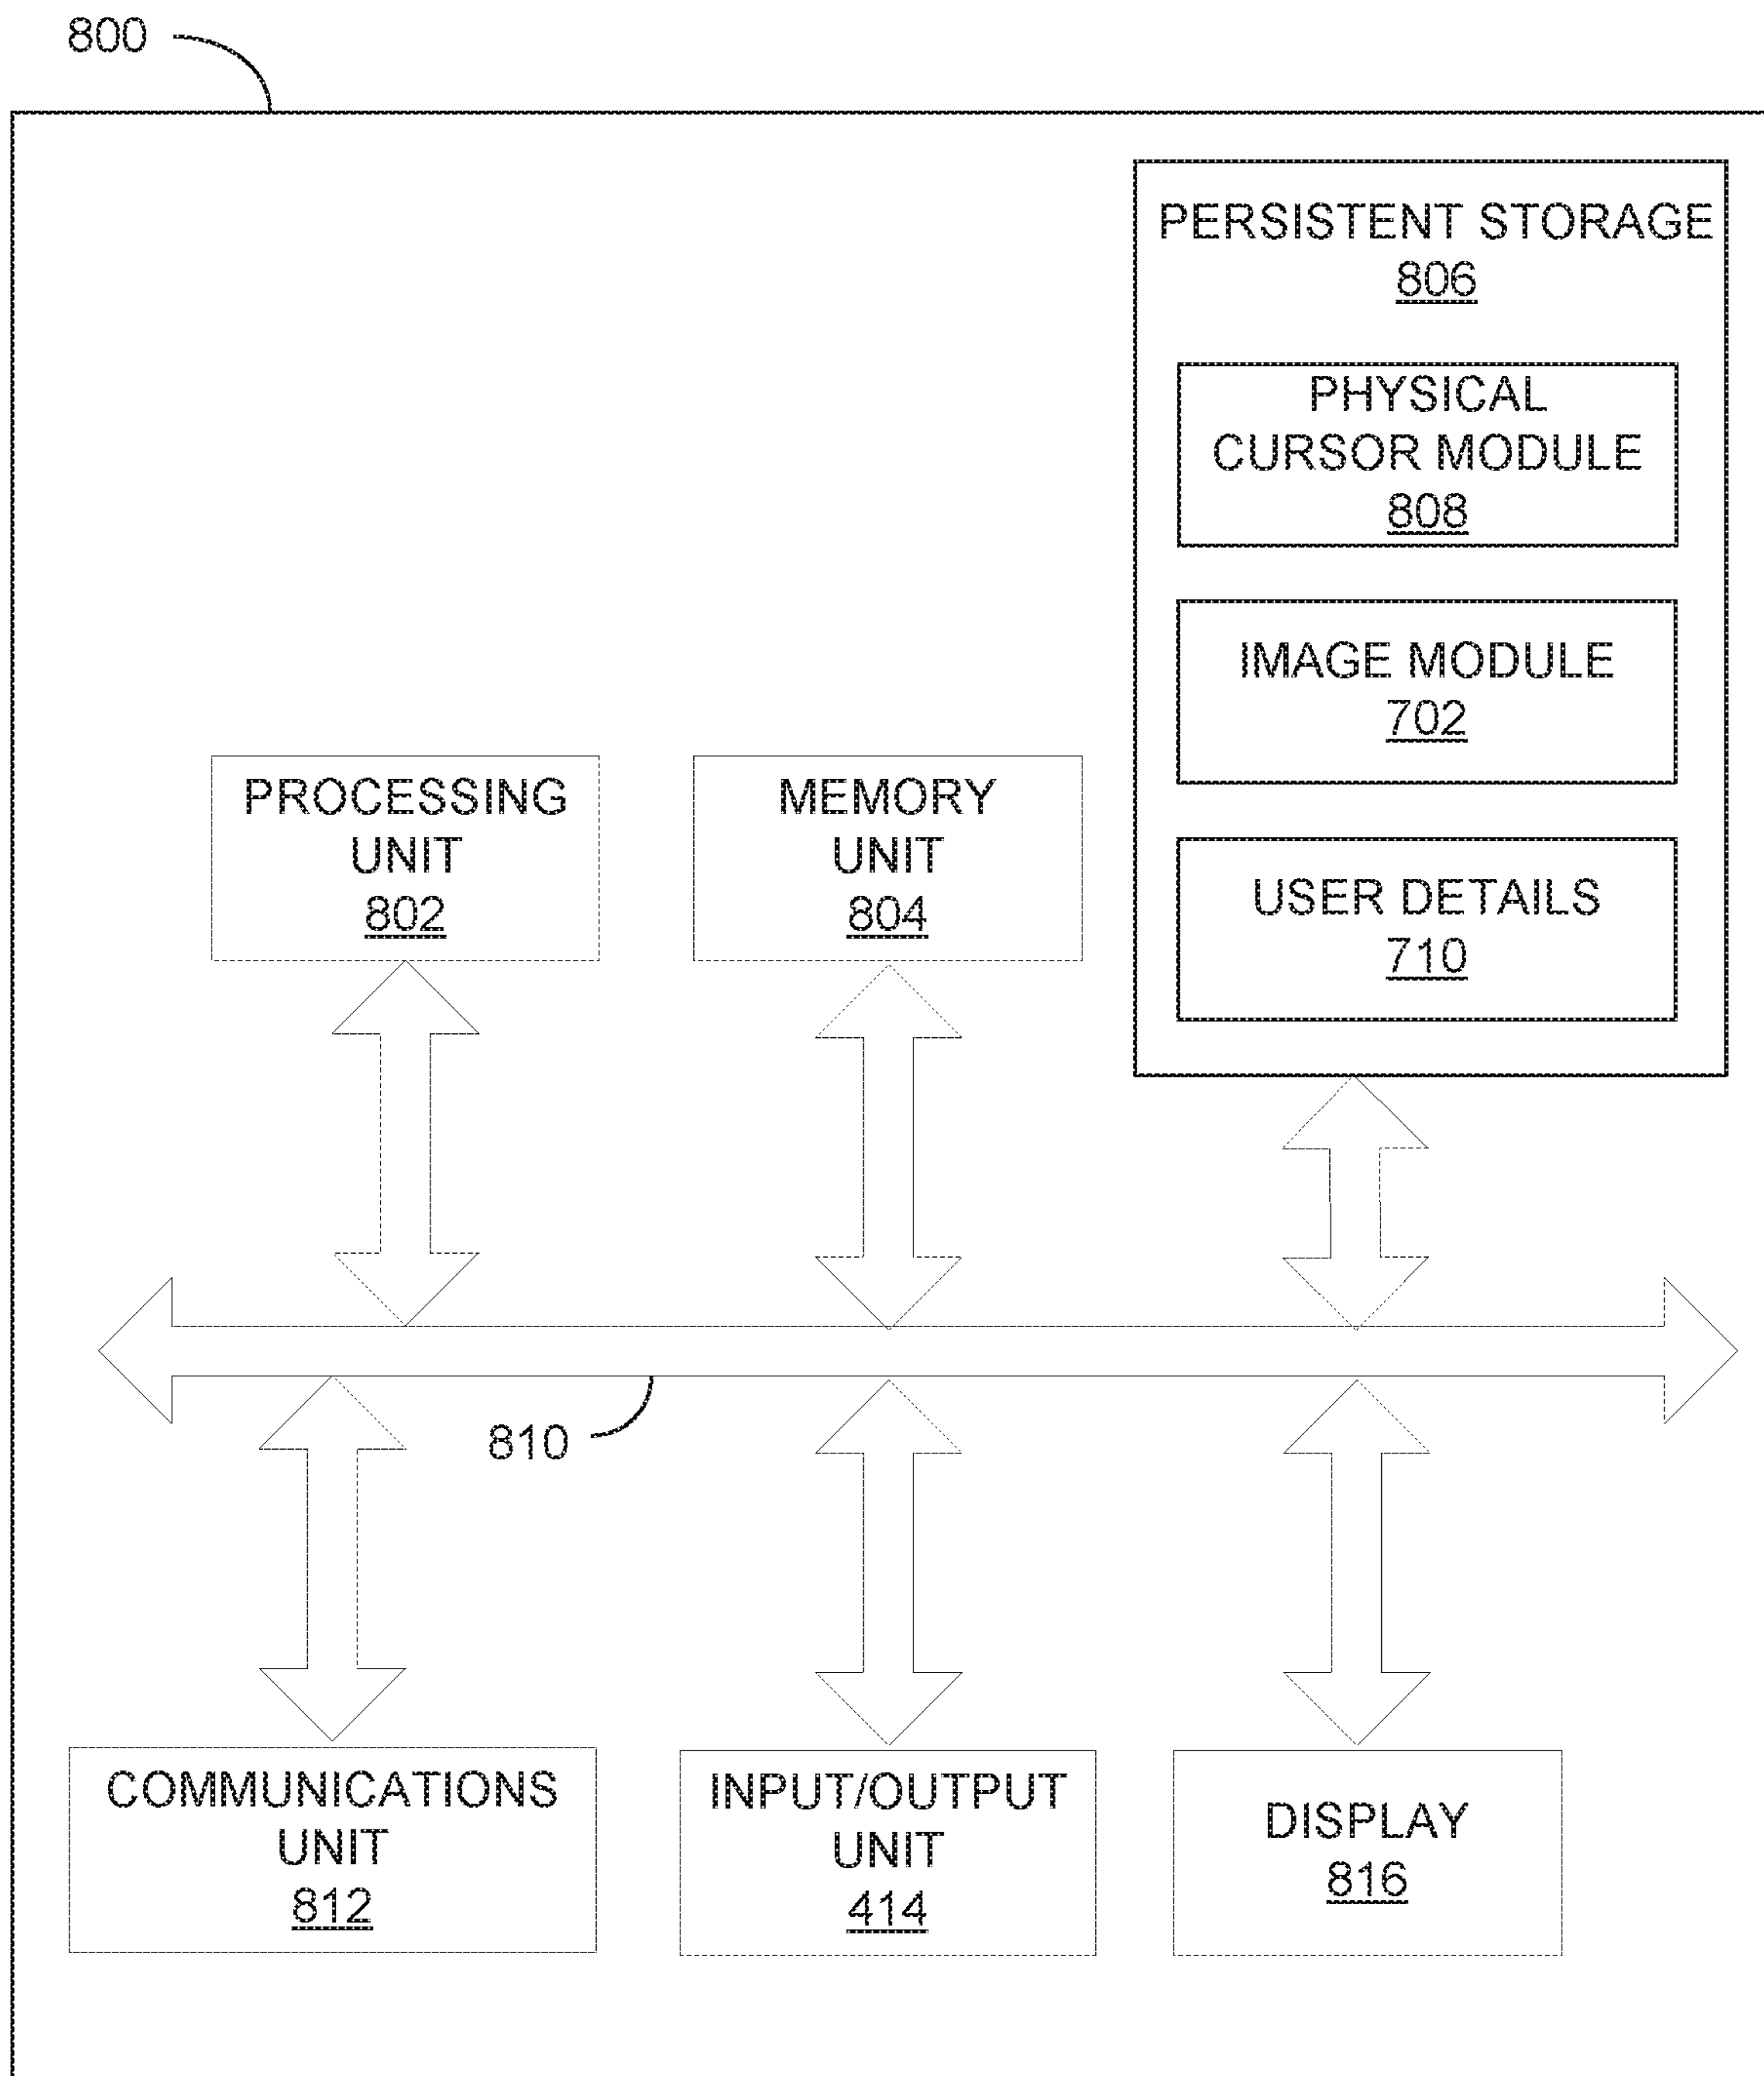 800
PERSISTENT STORAGE
806
PHYSICAL
CURSOR MODULE
808
IMAGE MODULE
702
USER DETAILS
710
PROCESSING
UNIT
802
MEMORY
UNIT
804
810
COMMUNICATIONS
UNIT
812
INPUT/OUTPUT
UNIT
414
DISPLAY
816